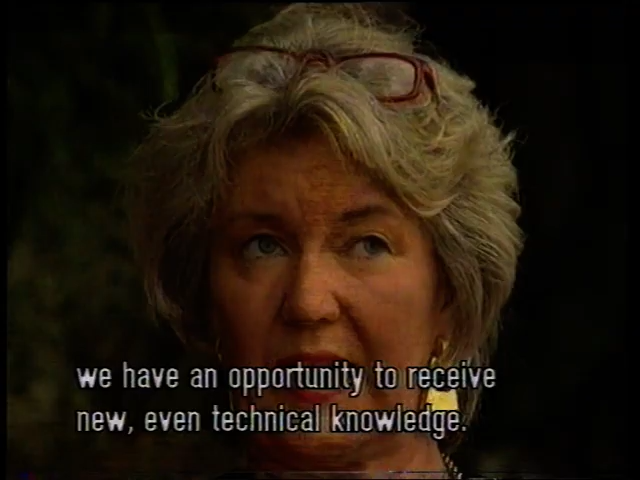 we have an opportunity to receive
new, even technical knowledge.